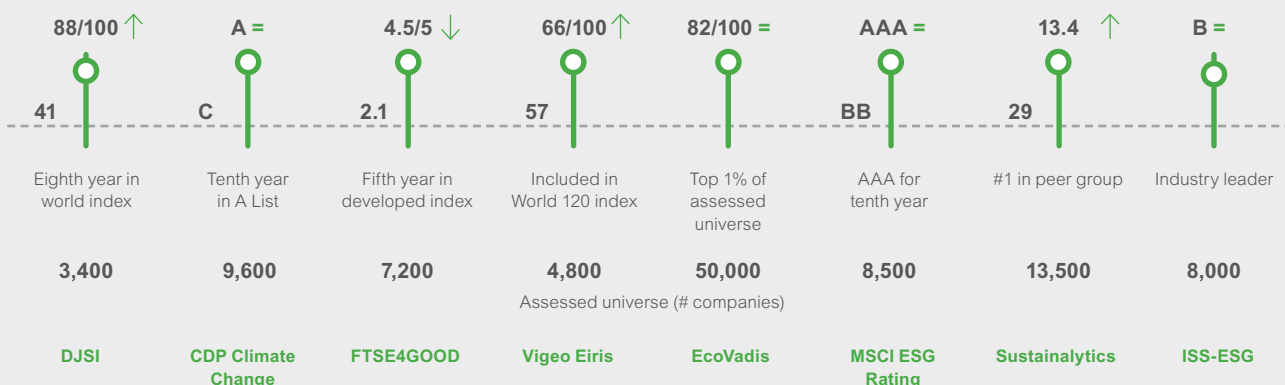 88/100 ↑ A = 4.5/5 ↓ 66/100 ↑ 82/100 = AAA = 13.4 ↑ B =
41 C 2.1 57 BB 29
Eighth year in Tenth year Fifth year in Included in Top 1% of AAA for #1 in peer group Industry leader
world index in A List developed index World 120 index assessed tenth year
universe
3,400 9,600 7,200 4,800 50,000 8,500 13,500 8,000
Assessed universe (# companies)
DJSI CDP Climate FTSE4GOOD Vigeo Eiris EcoVadis MSCI ESG Sustainalytics ISS-ESG
Change Rating